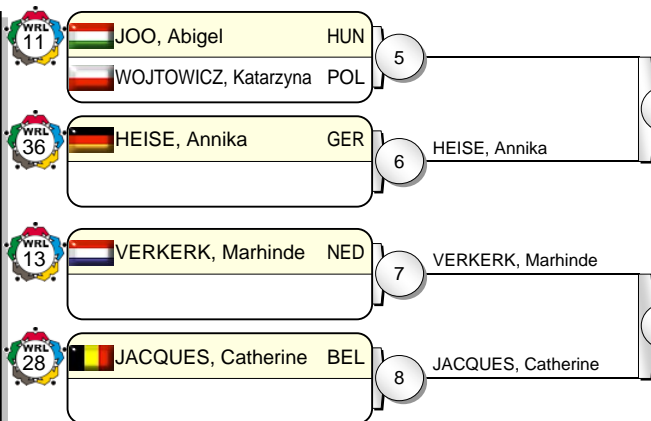 WRL
11
JOO, Abigel HUN
WOJTOWICZ, Katarzyna POL
5
WRL
36
HEISE, Annika GER
6
HEISE, Annika
WRL
13
VERKERK, Marhinde NED
7
VERKERK, Marhinde
WRL
28
JACQUES, Catherine BEL
8
JACQUES, Catherine